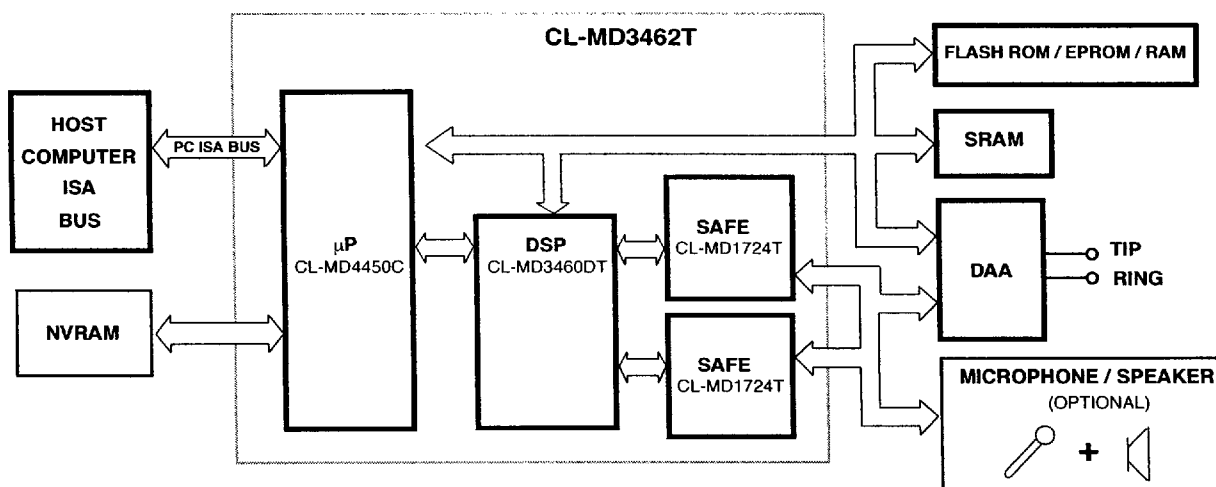 CL-MD3462T
HOST
COMPUTER
ISA
BUS
PC ISA BUS
NVRAM
µP
CL-MD4450C
DSP
CL-MD3460DT
SAFE
CL-MD1724T
SAFE
CL-MD1724T
FLASH ROM / EPROM / RAM
SRAM
DAA
TIP
RING
MICROPHONE / SPEAKER
(OPTIONAL)
+